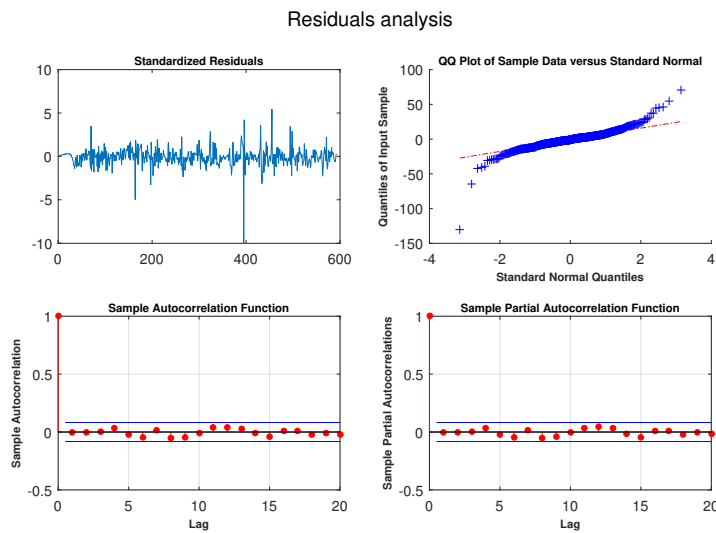 Residuals analysis
Standardized Residuals
10
5
0
-5
-10
0 200 400 600
QQ Plot of Sample Data versus Standard Normal
Quantiles of Input Sample
100
50
0
-50
-100
-150
-4 -2 0 2 4
Standard Normal Quantiles
Sample Autocorrelation Function
Sample Autocorrelation
1
0.5
0
-0.5
0 5 10 15 20
Lag
Sample Partial Autocorrelation Function
Sample Partial Autocorrelations
1
0.5
0
-0.5
0 5 10 15 20
Lag